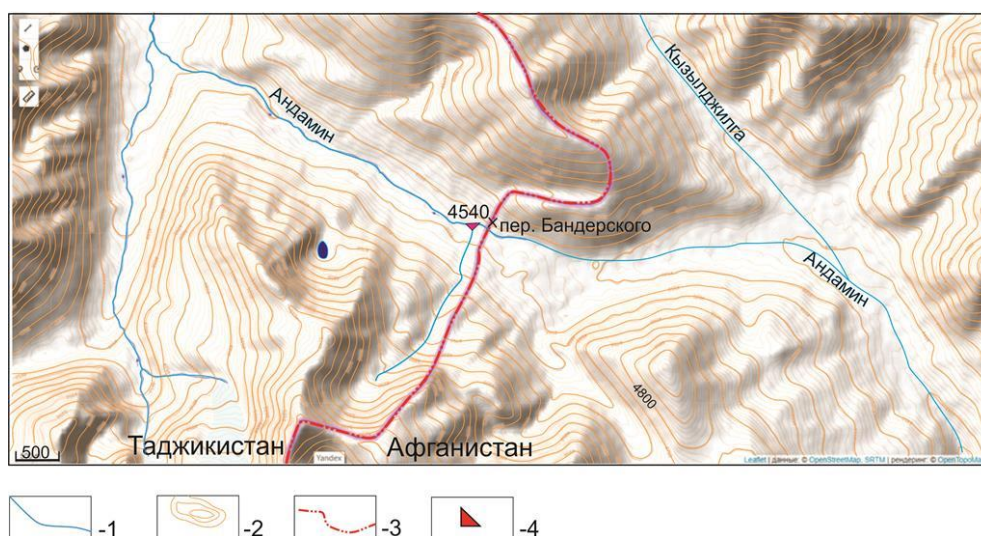 Андамин
Кызылджилга
4540
пер. Бандерского
Андамин
4800
Таджикистан
Афганистан
500
Yandex
Leaflet | данные: © OpenStreetMap, SRTM | рендеринг: © OpenTopoMa
-1
-2
-3
-4